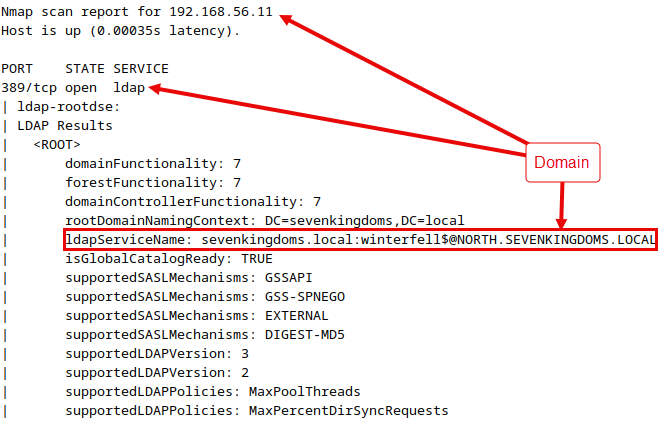 Nmap scan report for 192.168.56.11
Host is up (0.00035s latency).
PORT    STATE SERVICE
389/tcp open  ldap
| ldap-rootdse:
| LDAP Results
|   <ROOT>
Domain
|       domainFunctionality: 7
|       forestFunctionality: 7
|       domainControllerFunctionality: 7
|       rootDomainNamingContext: DC=sevenkingdoms,DC=local
|       ldapServiceName: sevenkingdoms.local:winterfell$@NORTH.SEVENKINGDOMS.LOCAL
|       isGlobalCatalogReady: TRUE
|       supportedSASLMechanisms: GSSAPI
|       supportedSASLMechanisms: GSS-SPNEGO
|       supportedSASLMechanisms: EXTERNAL
|       supportedSASLMechanisms: DIGEST-MD5
|       supportedLDAPVersion: 3
|       supportedLDAPVersion: 2
|       supportedLDAPPolicies: MaxPoolThreads
|       supportedLDAPPolicies: MaxPercentDirSyncRequests